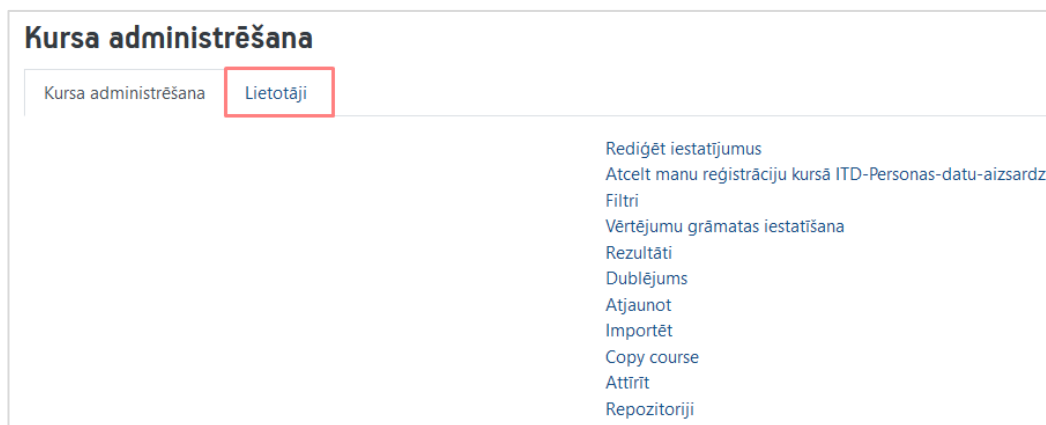 Kursa administrēšana
Kursa administrēšana Lietotāji
Rediģēt iestatījumus
Atcelt manu reģistrāciju kursā ITD-Personas-datu-aizsardz
Filtri
Vērtējumu grāmatas iestatīšana
Rezultāti
Dublējums
Atjaunot
Importēt
Copy course
Attīrīt
Repozitoriji